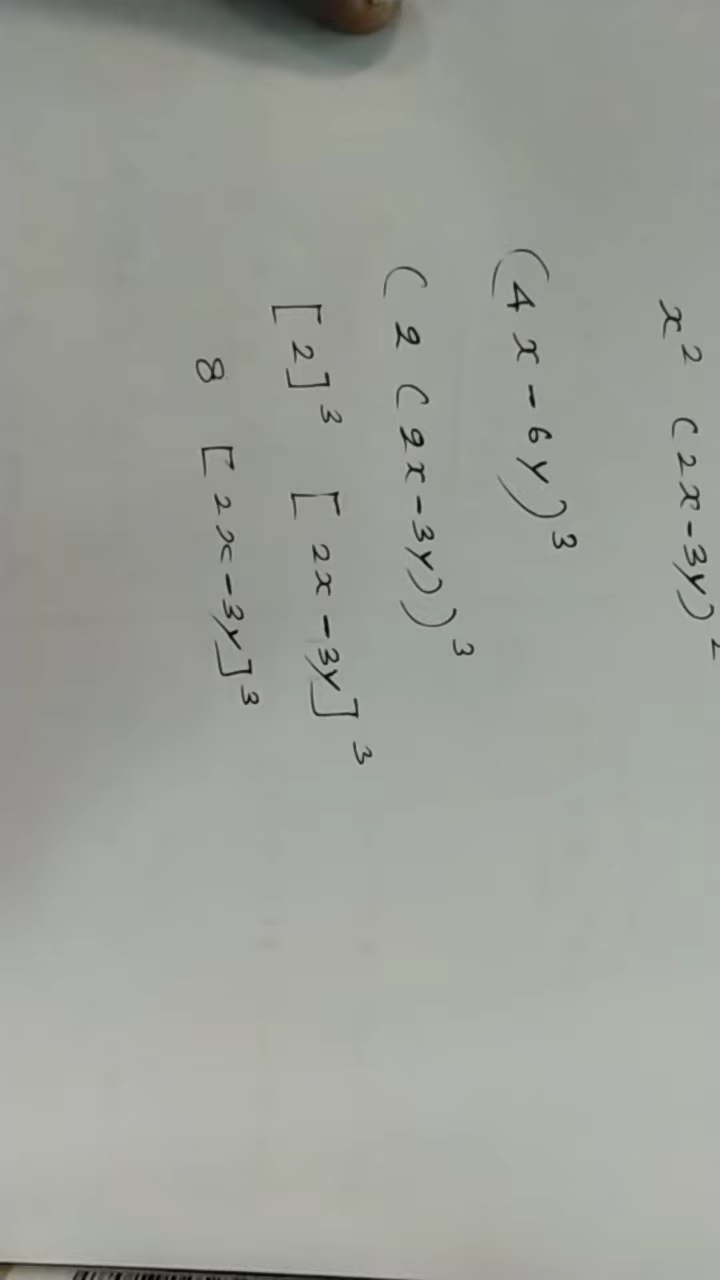 x² (2x-3y)²
(4x-6y)³
(2(2x-3y))³
[2]³ [2x-3y]³
8 [2x-3y]³